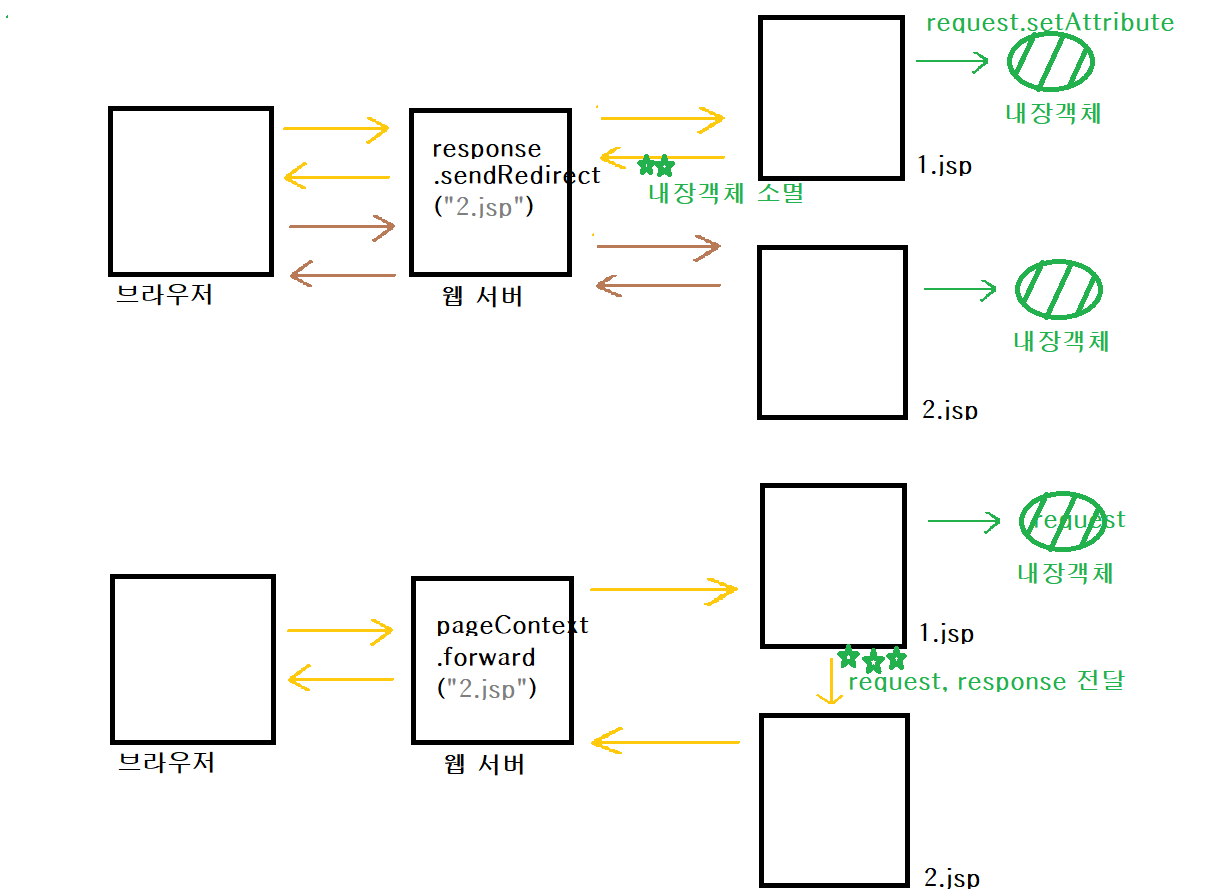 request.setAttribute
내장객체
1.jsp
response
.sendRedirect
("2.jsp")
내장객체 소멸
브라우저
웹 서버
내장객체
2.jsp
request
내장객체
1.jsp
pageContext
.forward
("2.jsp")
request, response 전달
브라우저
웹 서버
2.jsp